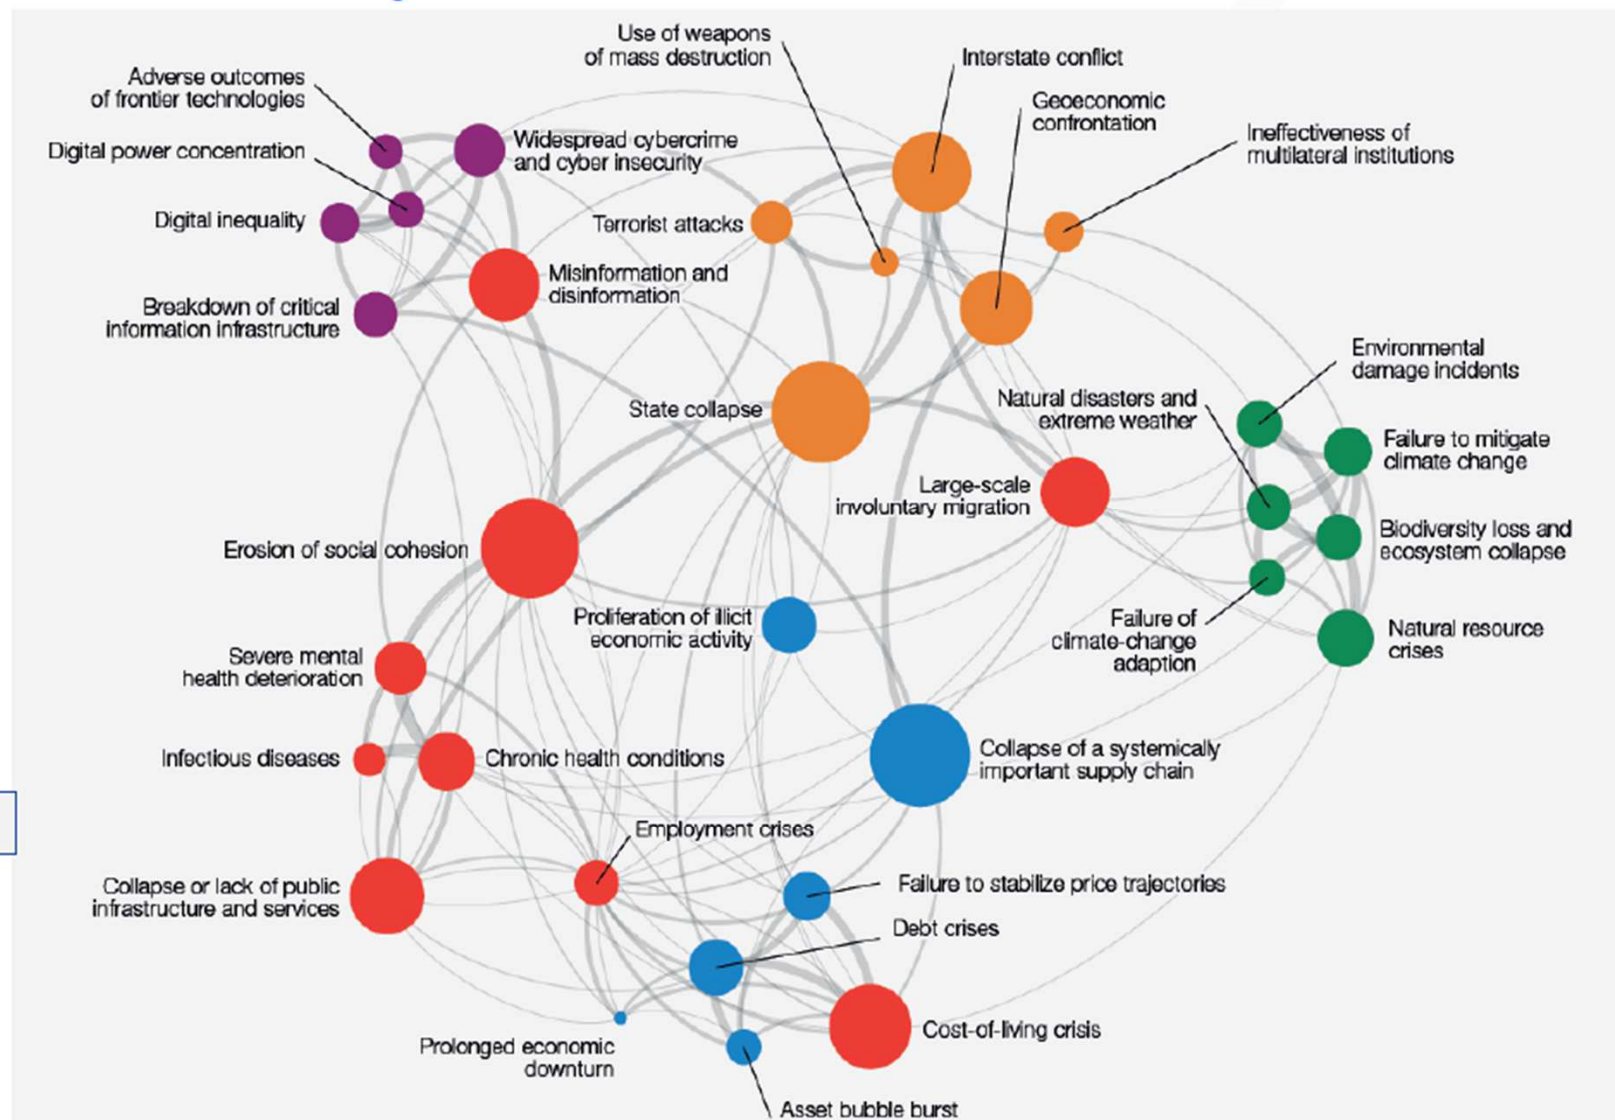 Use of weapons
of mass destruction
Interstate conflict
Adverse outcomes
of frontier technologies
Geoeconomic
confrontation
Ineffectiveness of
multilateral institutions
Widespread cybercrime
and cyber insecurity
Digital power concentration
Digital inequality
Terrorist attacks
Misinformation and
disinformation
Breakdown of critical
information infrastructure
Environmental
damage incidents
Natural disasters and
extreme weather
State collapse
Failure to mitigate
climate change
Large-scale
involuntary migration
Biodiversity loss and
ecosystem collapse
Erosion of social cohesion
Proliferation of illicit
economic activity
Failure of
climate-change
adaption
Natural resource
crises
Severe mental
health deterioration
Infectious diseases
Chronic health conditions
Collapse of a systemically
important supply chain
Employment crises
Collapse or lack of public
infrastructure and services
Failure to stabilize price trajectories
Debt crises
Cost-of-living crisis
Prolonged economic
downturn
Asset bubble burst